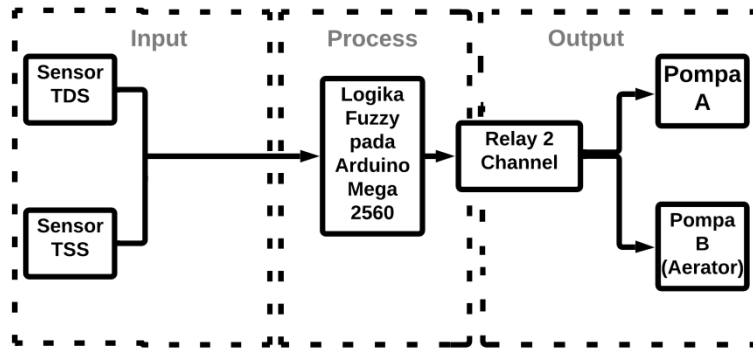 Input
Process
Output
Sensor
TDS
Sensor
TSS
Logika
Fuzzy
pada
Arduino
Mega
2560
Relay 2
Channel
Pompa
A
Pompa
B
(Aerator)